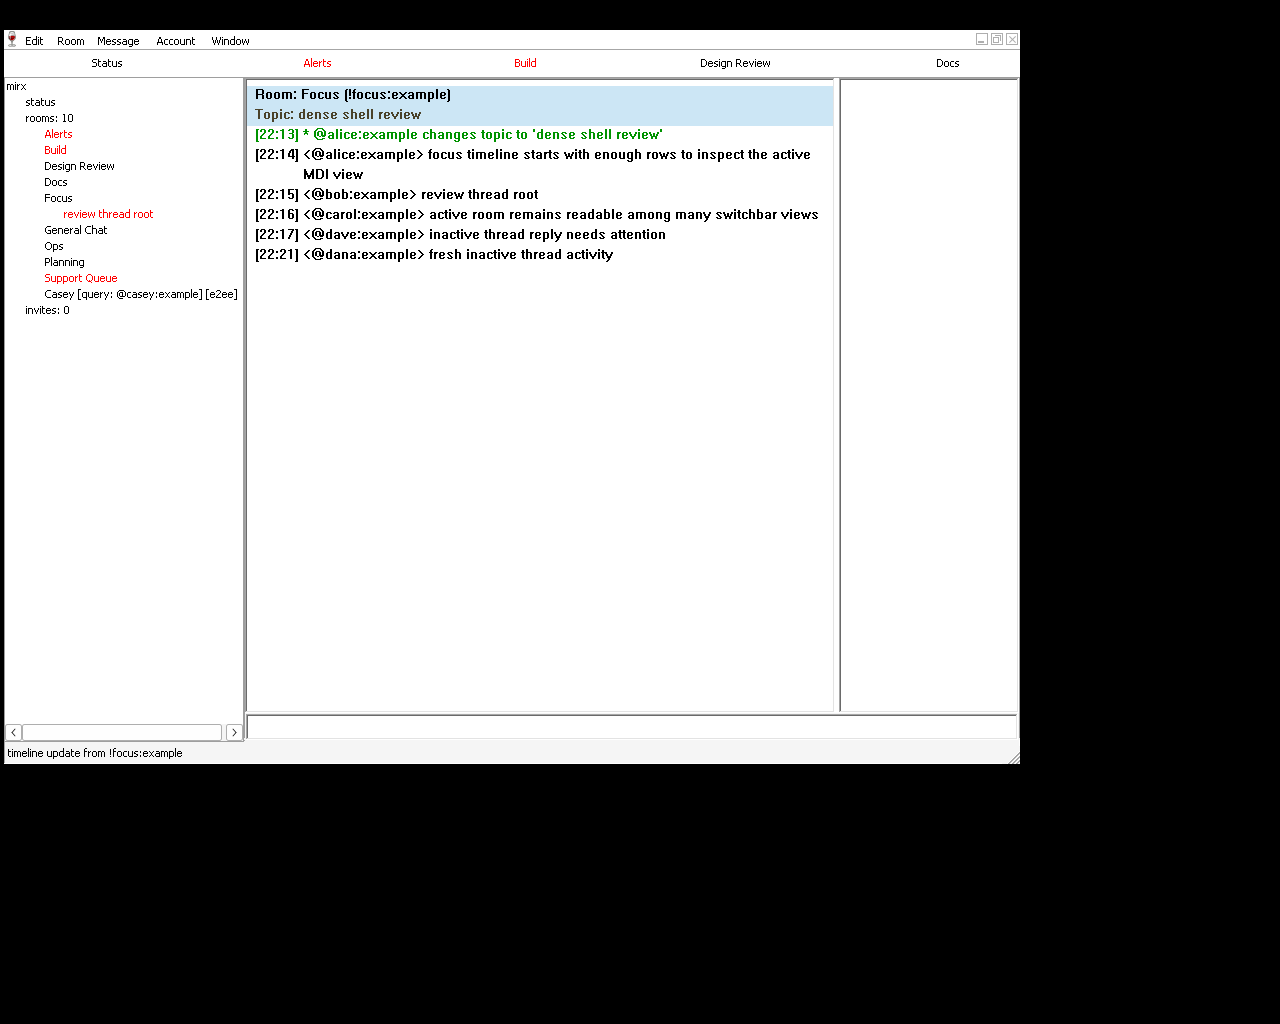 Edit Room Message Account Window
Status Alerts Build Design Review Docs
mirx
status
rooms: 10
Alerts
Build
Design Review
Docs
Focus
review thread root
General Chat
Ops
Planning
Support Queue
Casey [query: @casey:example] [e2ee]
invites: 0
Room: Focus (!focus:example)
Topic: dense shell review
[22:13] * @alice:example changes topic to 'dense shell review'
[22:14] <@alice:example> focus timeline starts with enough rows to inspect the active
MDI view
[22:15] <@bob:example> review thread root
[22:16] <@carol:example> active room remains readable among many switchbar views
[22:17] <@dave:example> inactive thread reply needs attention
[22:21] <@dana:example> fresh inactive thread activity
timeline update from !focus:example